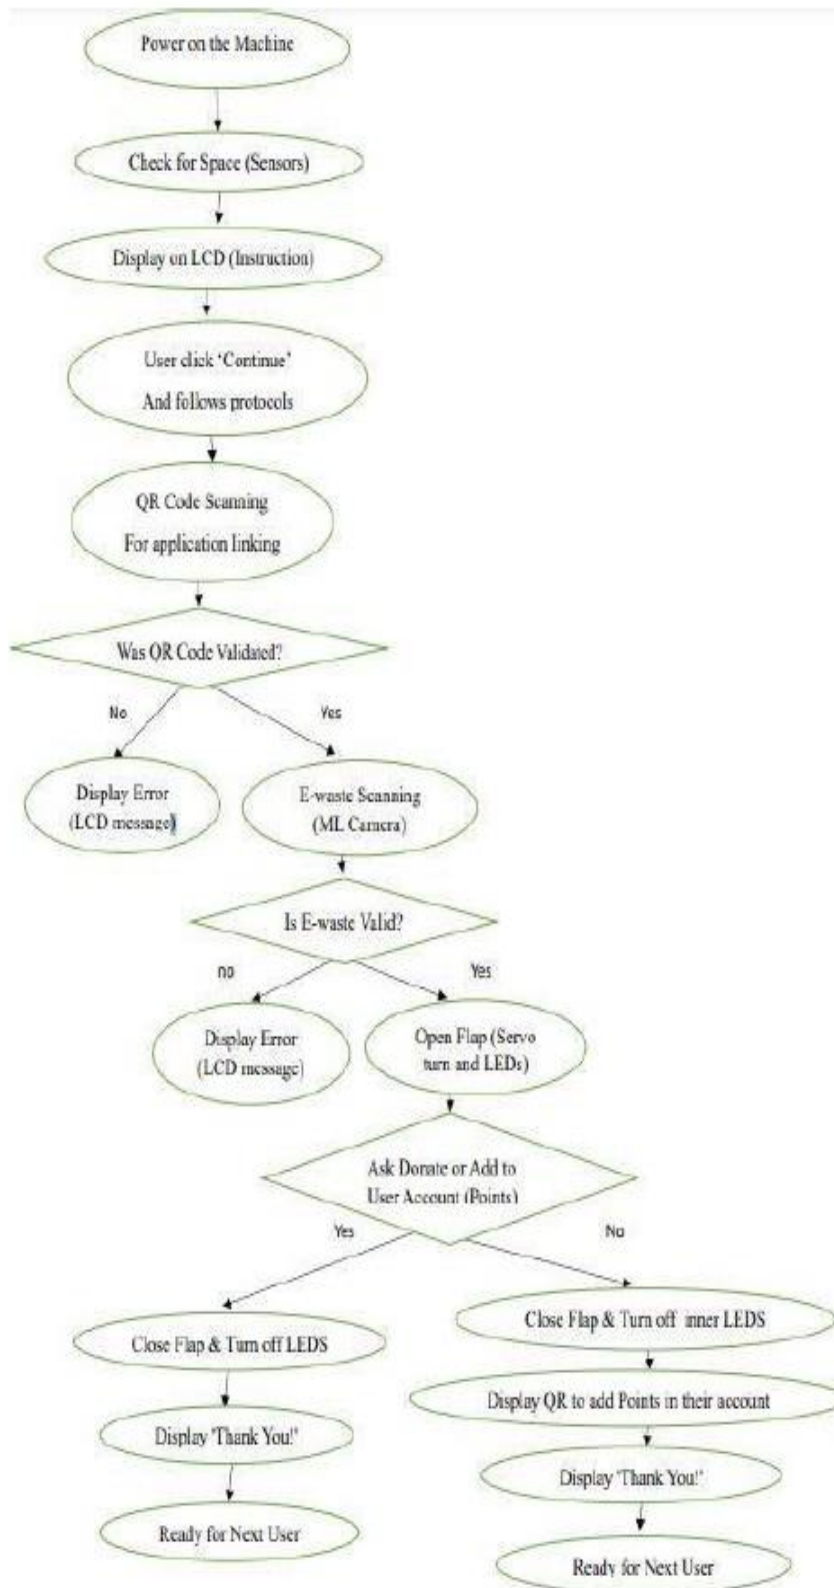 Power on the Machine
Check for Space (Sensors)
Display on LCD (Instruction)
User click ‘Continue’
And follows protocols
QR Code Scanning
For application linking
Was QR Code Validated?
No
Yes
Display Error
(LCD message)
E-waste Scanning
(ML Camera)
Is E-waste Valid?
no
Yes
Display Error
(LCD message)
Open Flap (Servo
turn and LEDs)
Ask Donate or Add to
User Account (Points)
Yes
No
Close Flap & Turn off LEDS
Display 'Thank You!'
Ready for Next User
Close Flap & Turn off inner LEDS
Display QR to add Points in their account
Display 'Thank You!'
Ready for Next User